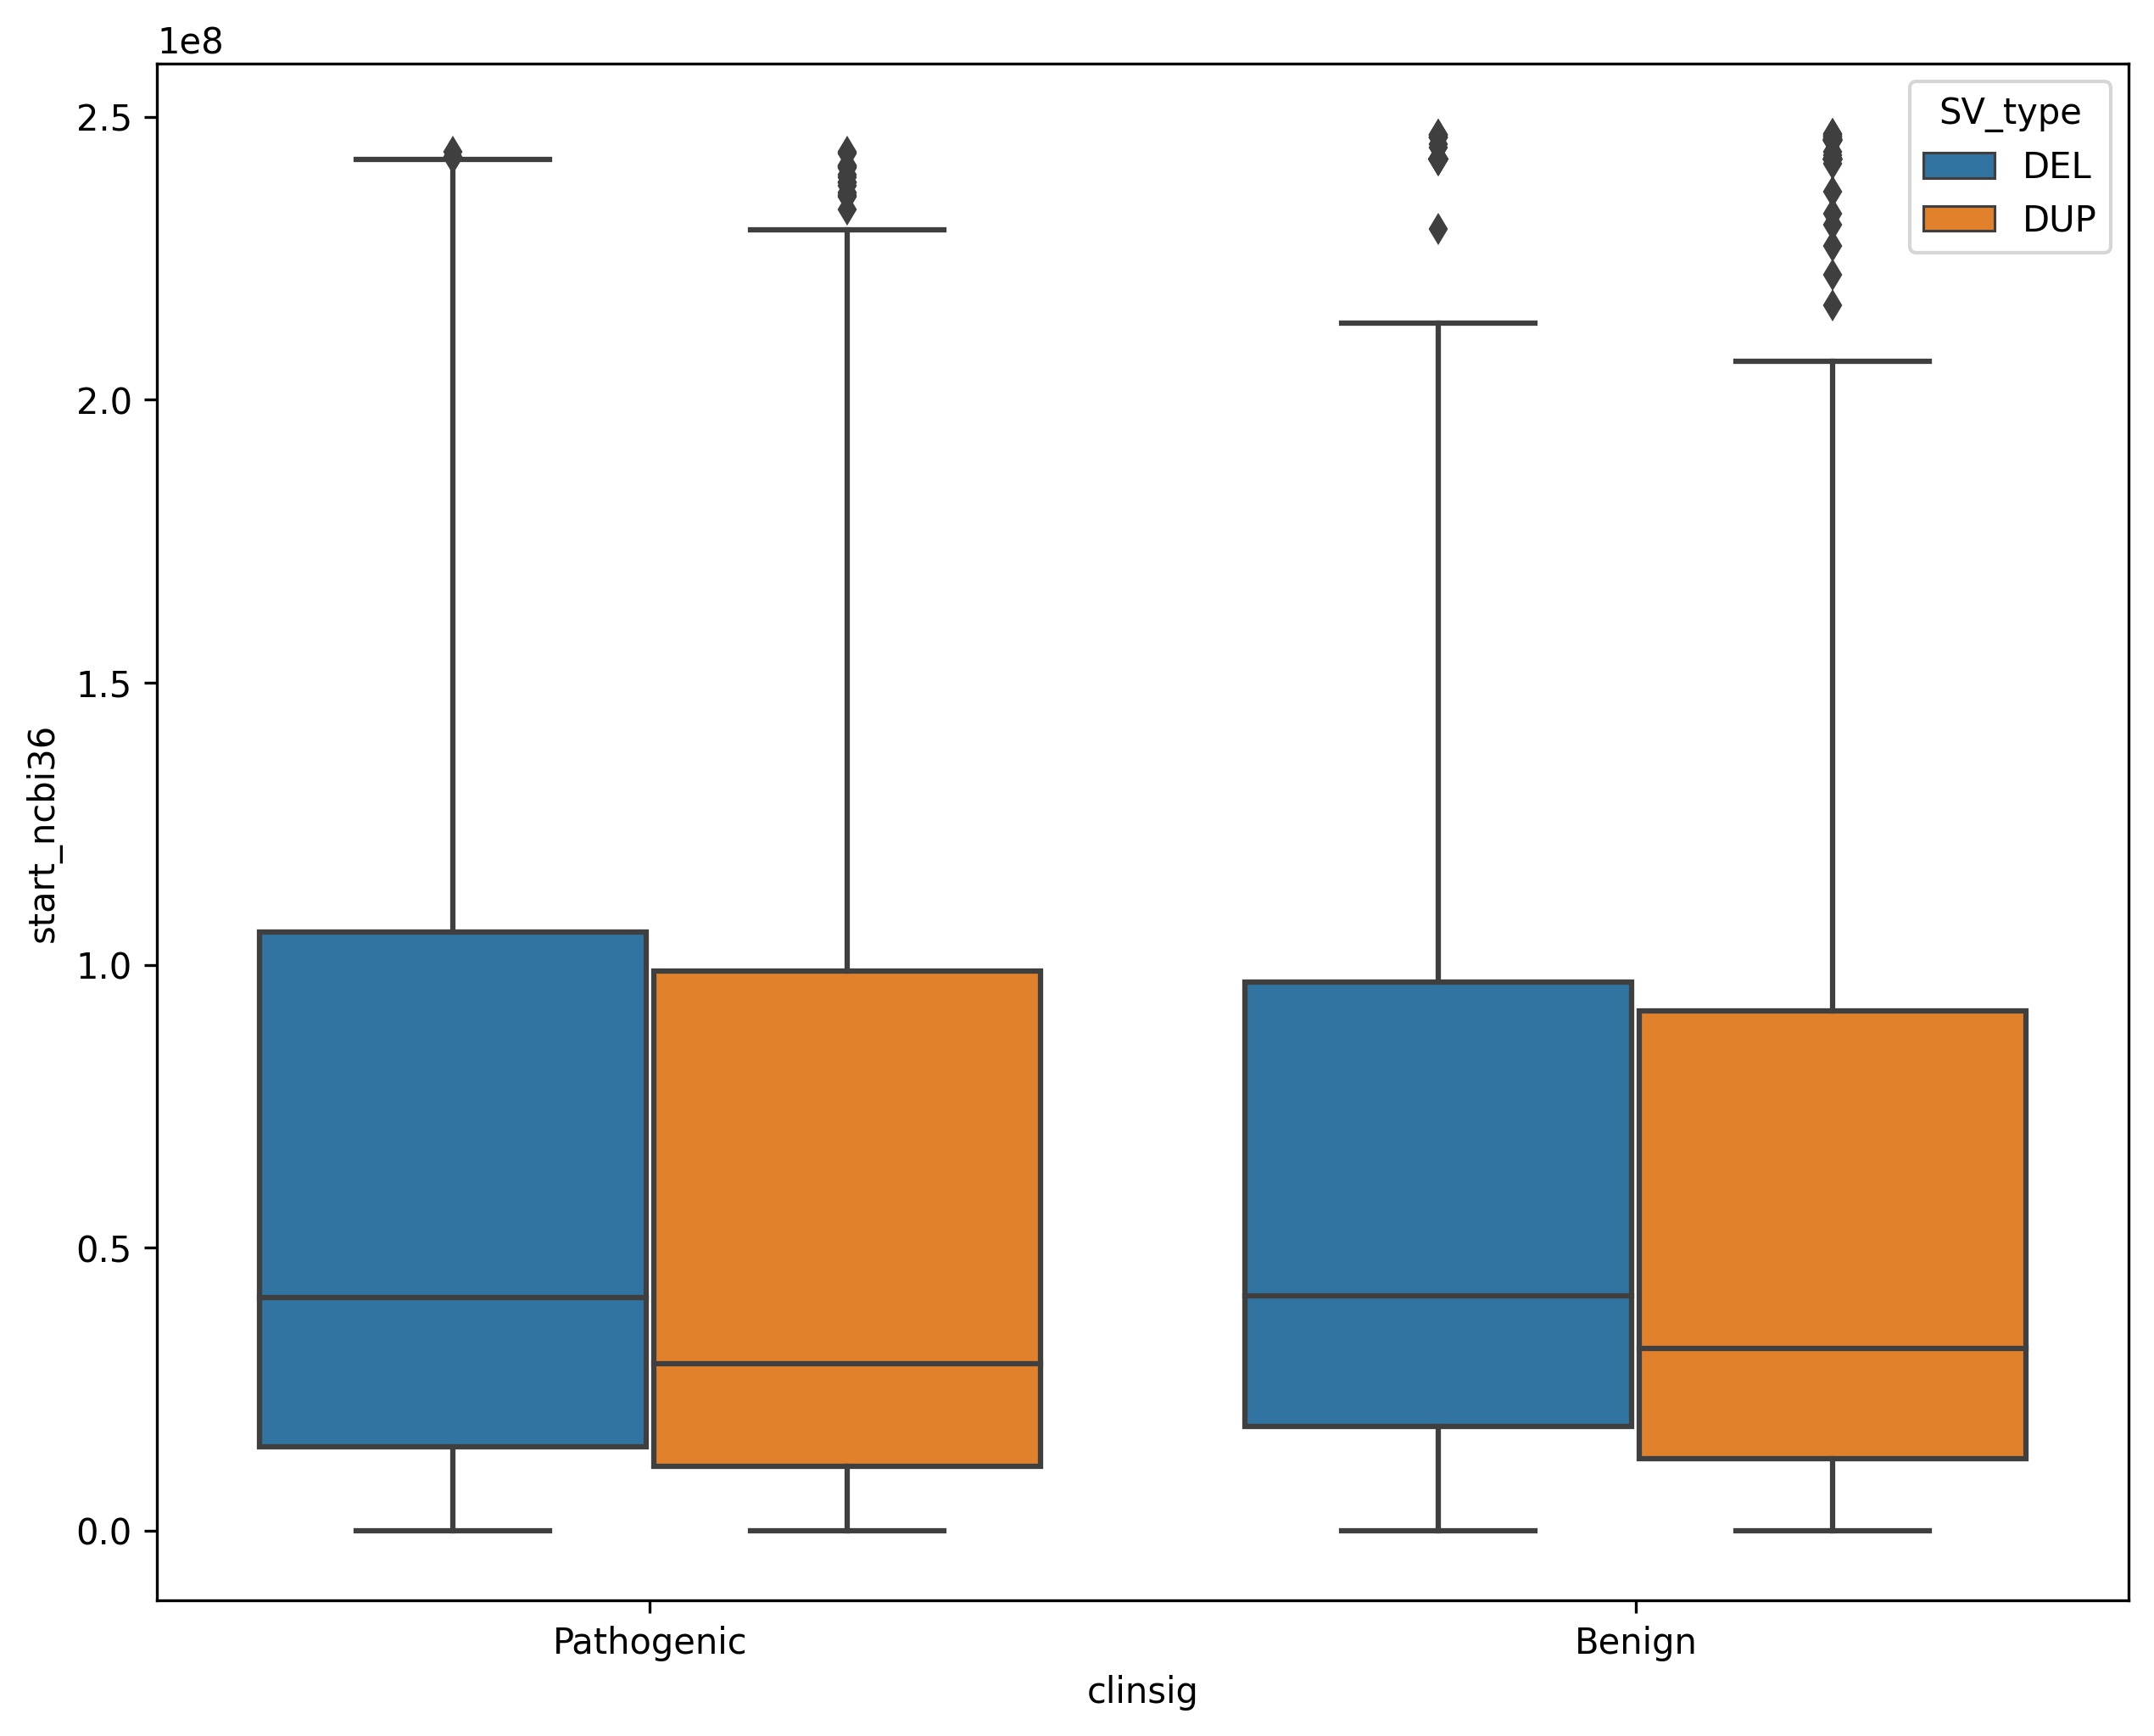 1e8
2.5
2.0
1.5
1.0
0.5
0.0
start_ncbi36
SV_type
DEL
DUP
Pathogenic
Benign
clinsig